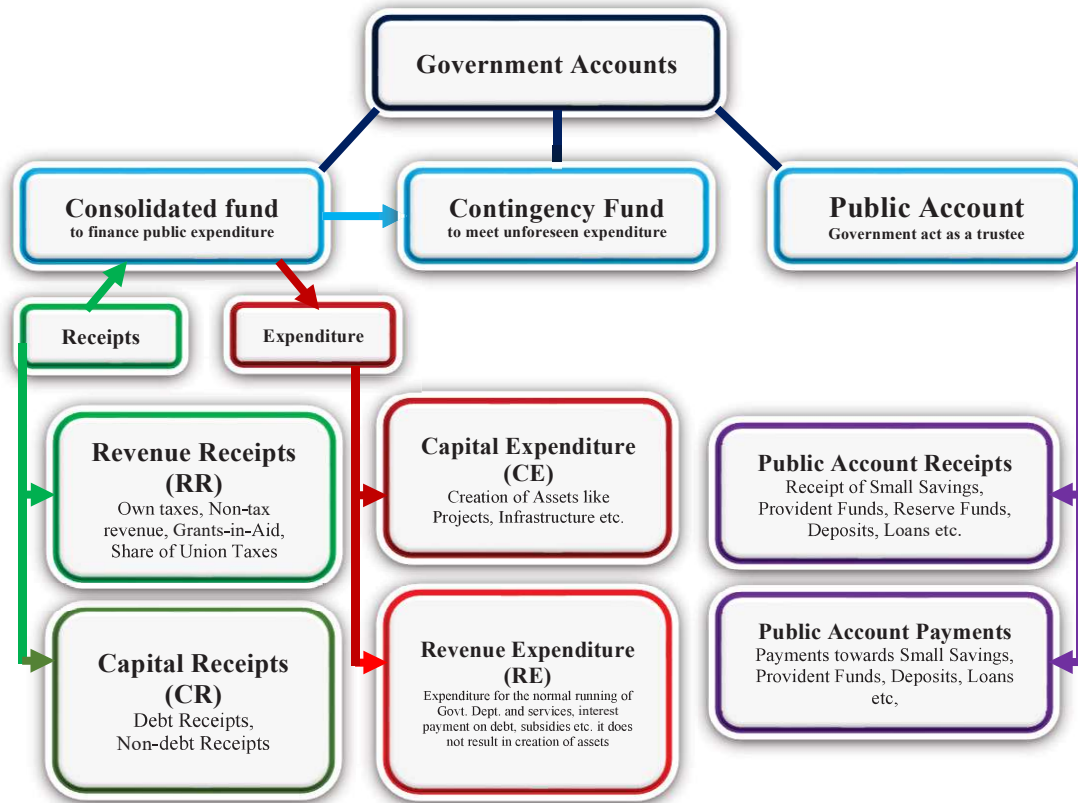 Government Accounts
Consolidated fund
to finance public expenditure
Contingency Fund
to meet unforeseen expenditure
Public Account
Government act as a trustee
Receipts
Expenditure
Revenue Receipts
(RR)
Own taxes, Non-tax
revenue, Grants-in-Aid,
Share of Union Taxes
Capital Expenditure
(CE)
Creation of Assets like
Projects, Infrastructure etc.
Public Account Receipts
Receipt of Small Savings,
Provident Funds, Reserve Funds,
Deposits, Loans etc.
Capital Receipts
(CR)
Debt Receipts,
Non-debt Receipts
Revenue Expenditure
(RE)
Expenditure for the normal running of
Govt. Dept. and services, interest
payment on debt, subsidies etc. it does
not result in creation of assets
Public Account Payments
Payments towards Small Savings,
Provident Funds, Deposits, Loans
etc,